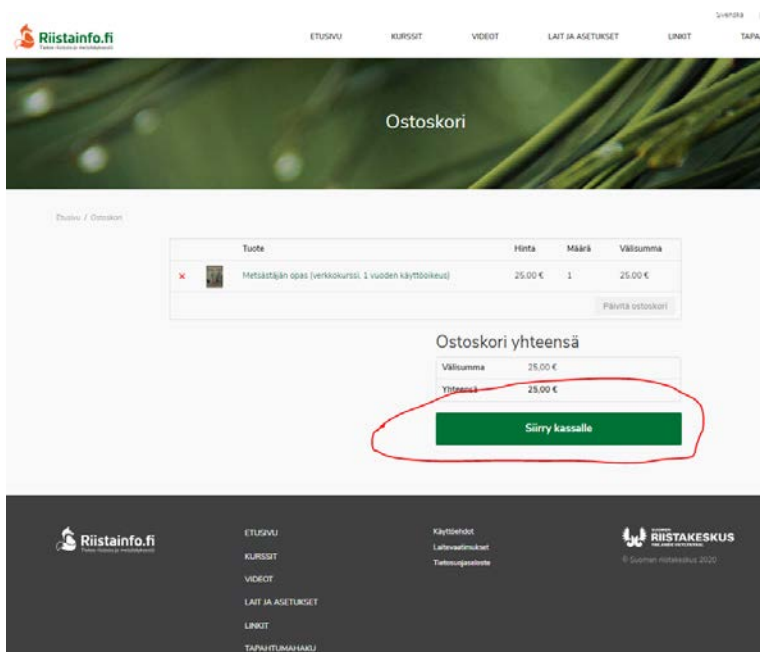 Svenska
Riistainfo.fi
ETUSIVU KURSSIT VIDEOT LAIT JA ASETUKSET LINKIT TAPA
Ostoskori
Etusivu / Ostoskori
Tuote Hinta Määrä Välisumma
× Metsästäjän opas (verkkokurssi, 1 vuoden käyttöoikeus) 25,00 € 1 25,00 €
Päivitä ostoskori
Ostoskori yhteensä
Välisumma 25,00 €
Yhteensä 25,00 €
Siirry kassalle
Riistainfo.fi
ETUSIVU
KURSSIT
VIDEOT
LAIT JA ASETUKSET
LINKIT
TAPAHTUMAHAKU
Käyttöehdot
Laitevaatimukset
Tietosuojaseloste
SUOMEN
RIISTAKESKUS
© Suomen riistakeskus 2020